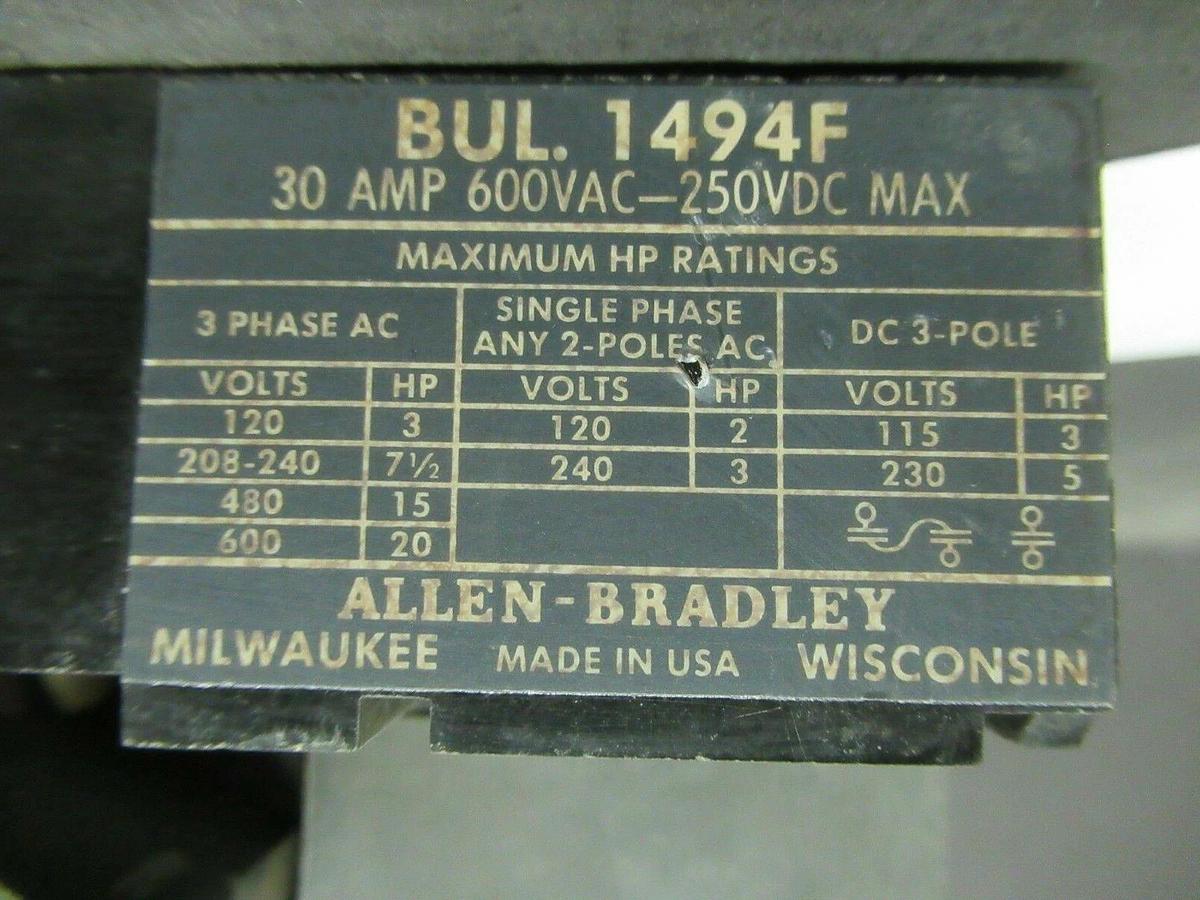 BUL. 1494F
30 AMP 600VAC—250VDC MAX
MAXIMUM HP RATINGS
3 PHASE AC
SINGLE PHASE
ANY 2-POLES AC
DC 3-POLE
VOLTS HP VOLTS HP VOLTS HP
120 3 120 2 115 3
208-240 7½ 240 3 230 5
480 15
600 20
ALLEN-BRADLEY
MILWAUKEE MADE IN USA WISCONSIN